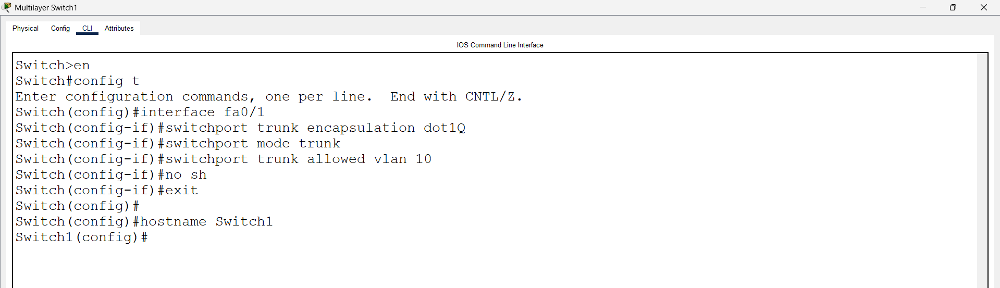 Multilayer Switch1
Physical Config CLI Attributes
IOS Command Line Interface
Switch>en
Switch#config t
Enter configuration commands, one per line.  End with CNTL/Z.
Switch(config)#interface fa0/1
Switch(config-if)#switchport trunk encapsulation dot1Q
Switch(config-if)#switchport mode trunk
Switch(config-if)#switchport trunk allowed vlan 10
Switch(config-if)#no sh
Switch(config-if)#exit
Switch(config)#
Switch(config)#hostname Switch1
Switch1(config)#